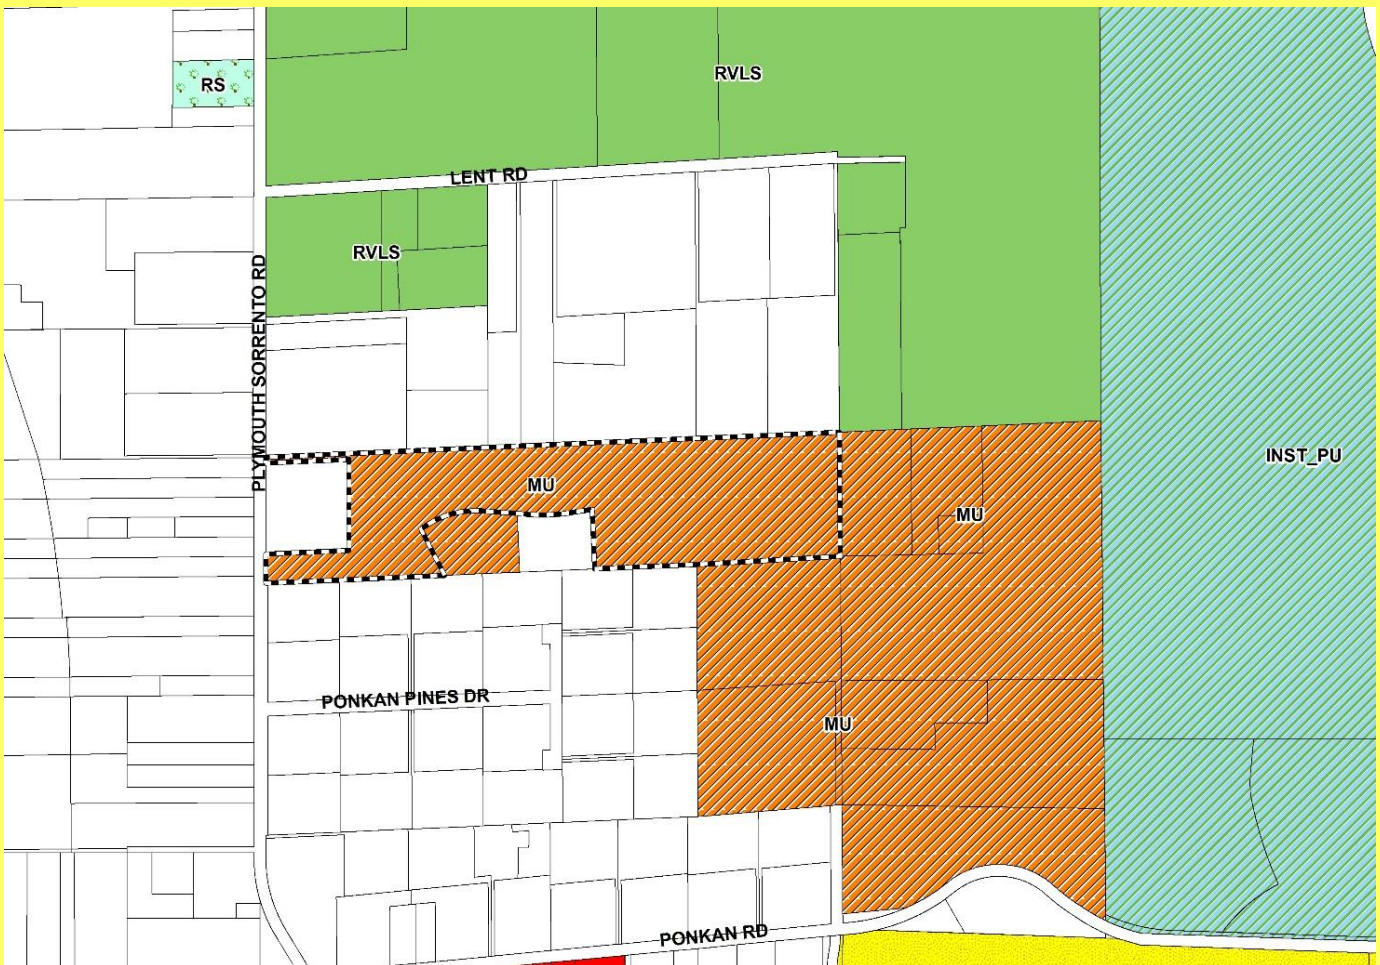 RVLS
RS
LENT RD
RVLS
PLYMOUTH SORRENTO RD
INST_PU
MU
MU
PONKAN PINES DR
MU
PONKAN RD